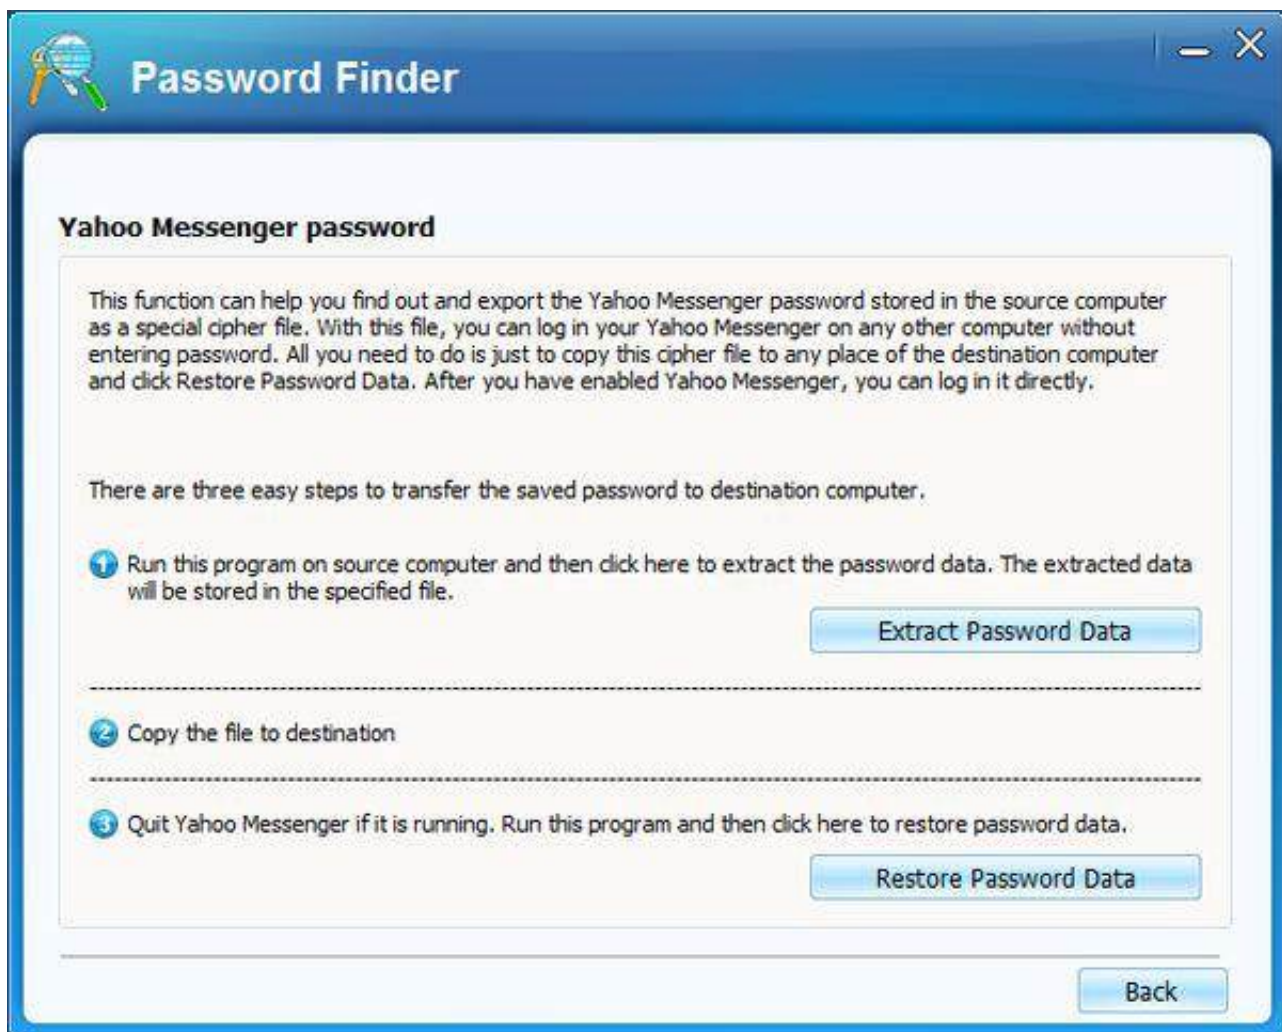 Password Finder
Yahoo Messenger password
This function can help you find out and export the Yahoo Messenger password stored in the source computer
as a special cipher file. With this file, you can log in your Yahoo Messenger on any other computer without
entering password. All you need to do is just to copy this cipher file to any place of the destination computer
and click Restore Password Data. After you have enabled Yahoo Messenger, you can log in it directly.
There are three easy steps to transfer the saved password to destination computer.
1 Run this program on source computer and then click here to extract the password data. The extracted data
will be stored in the specified file.
Extract Password Data
2 Copy the file to destination
3 Quit Yahoo Messenger if it is running. Run this program and then click here to restore password data.
Restore Password Data
Back